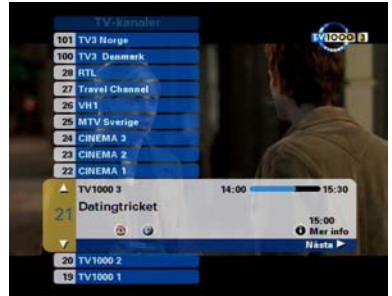 TV-kanaler
101 TV3 Norge
TV1000 3
100 TV3 Danmark
28 RTL
27 Travel Channel
26 VH1
25 MTV Sverige
24 CINEMA 3
23 CINEMA 2
22 CINEMA 1
TV1000 3 14:00 15:30
21 Datingtricket
15:00
Mer info
Nästa
20 TV1000 2
19 TV1000 1